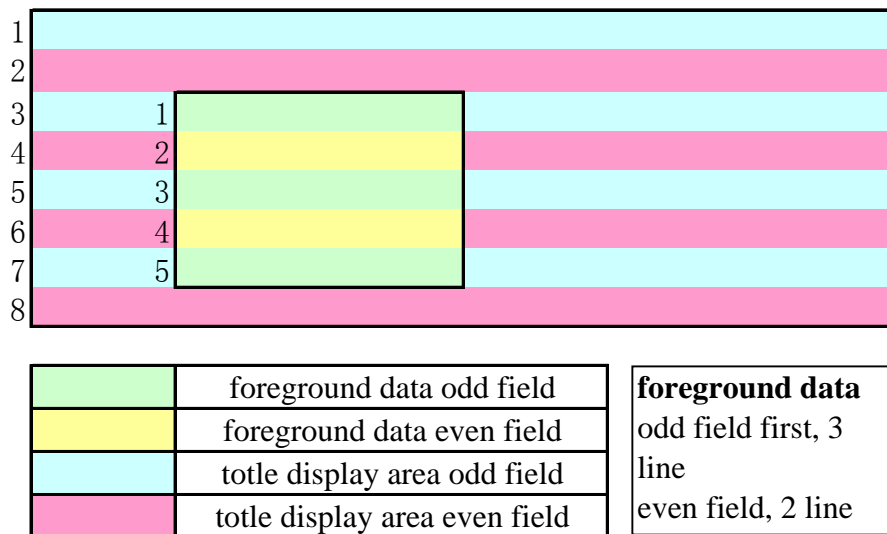 1
2
3 1
4 2
5 3
6 4
7 5
8
foreground data odd field
foreground data even field
totle display area odd field
totle display area even field
foreground data
odd field first, 3
line
even field, 2 line